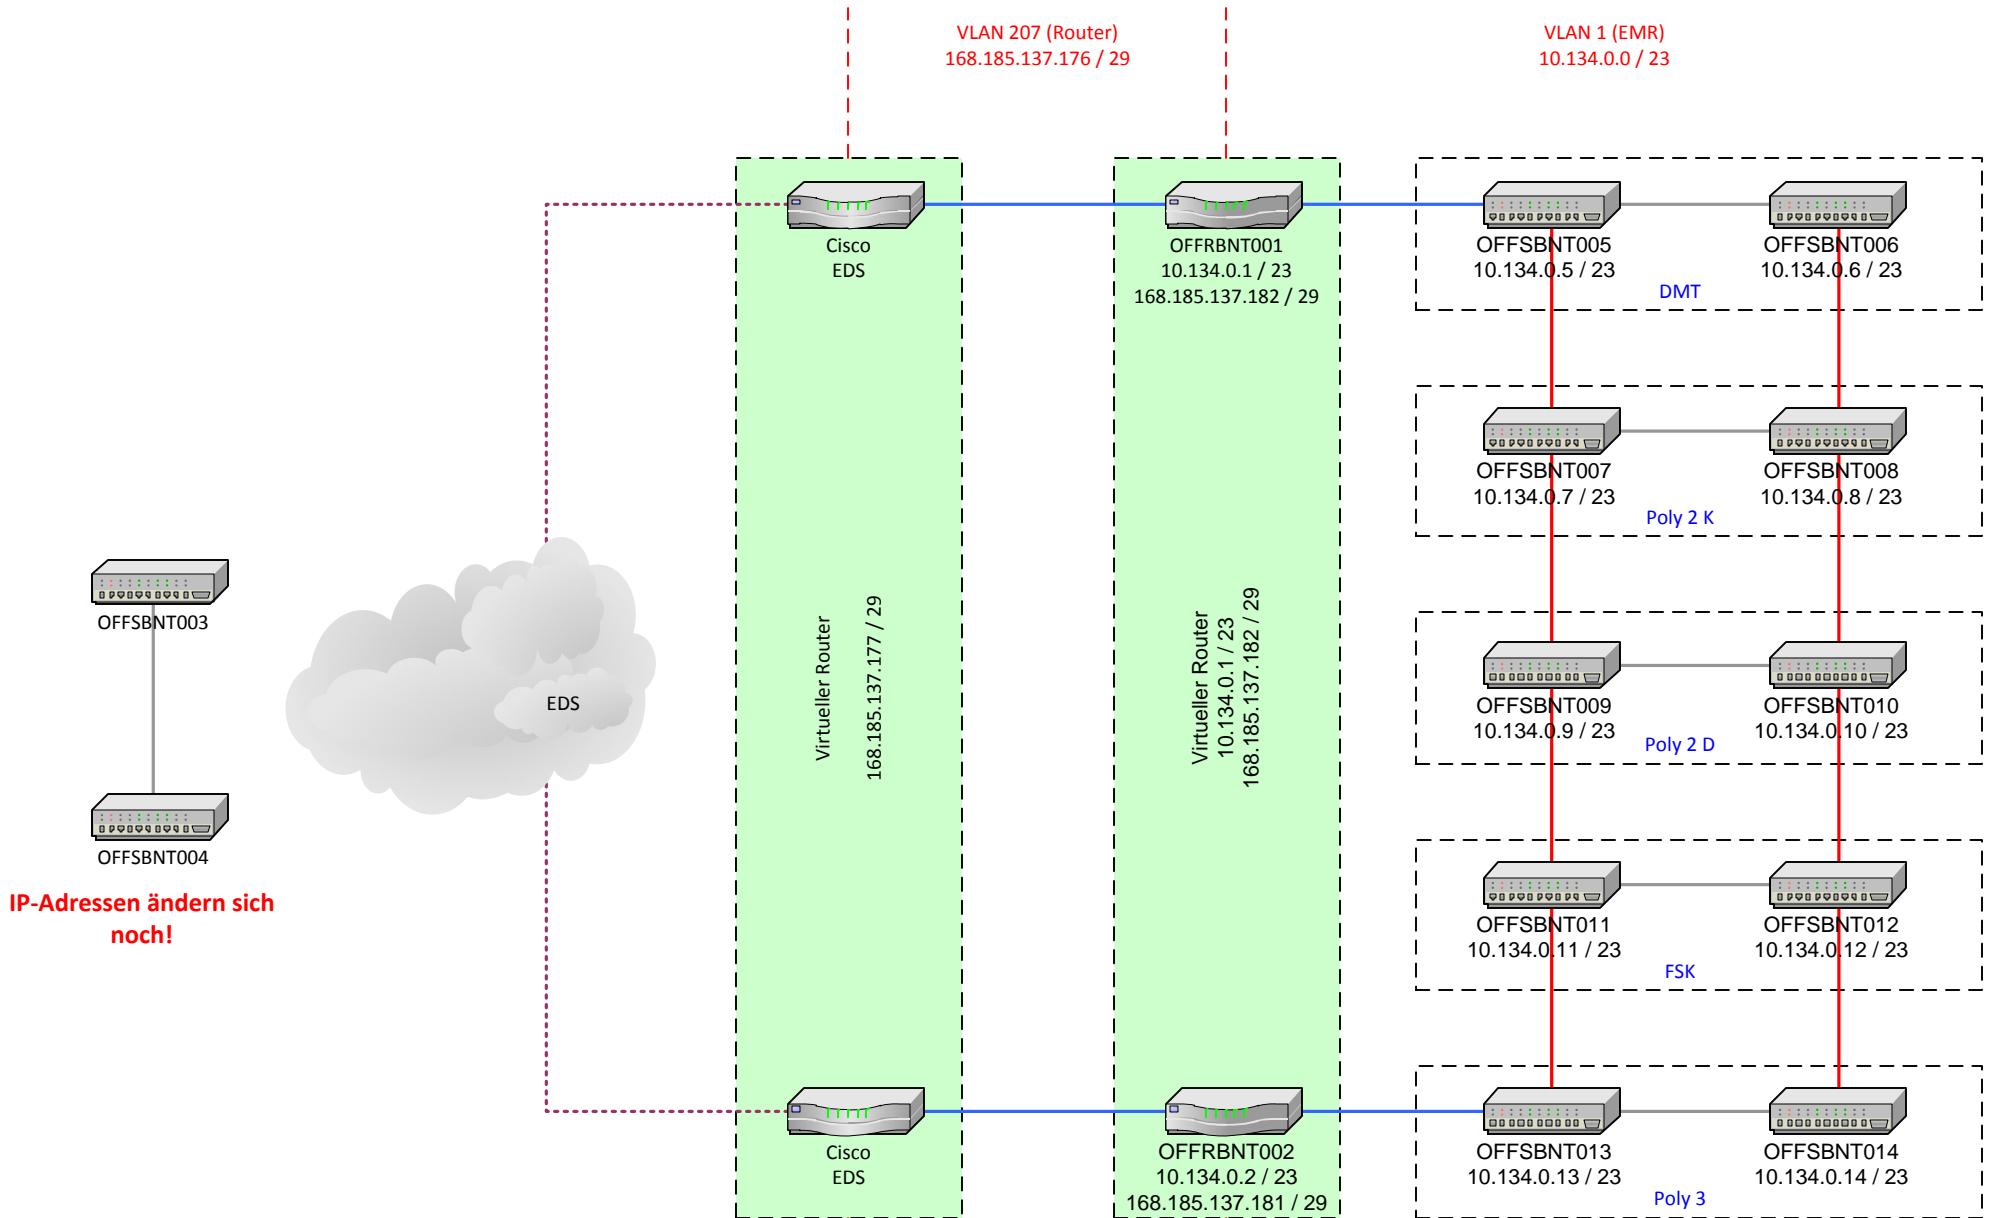 VLAN 207 (Router)
168.185.137.176 / 29
VLAN 1 (EMR)
10.134.0.0 / 23
Cisco
EDS
OFFRBNT001
10.134.0.1 / 23
168.185.137.182 / 29
OFFSBNT005
10.134.0.5 / 23
OFFSBNT006
10.134.0.6 / 23
DMT
OFFSBNT007
10.134.0.7 / 23
OFFSBNT008
10.134.0.8 / 23
Poly 2 K
OFFSBNT003
OFFSBNT004
IP-Adressen ändern sich
noch!
EDS
Virtueller Router
168.185.137.177 / 29
Virtueller Router
10.134.0.1 / 23
168.185.137.182 / 29
OFFSBNT009
10.134.0.9 / 23
OFFSBNT010
10.134.0.10 / 23
Poly 2 D
OFFSBNT011
10.134.0.11 / 23
OFFSBNT012
10.134.0.12 / 23
FSK
Cisco
EDS
OFFRBNT002
10.134.0.2 / 23
168.185.137.181 / 29
OFFSBNT013
10.134.0.13 / 23
OFFSBNT014
10.134.0.14 / 23
Poly 3